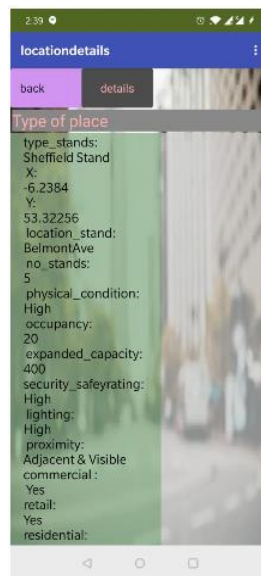 2:39
locationdetails
back details
Type of place
type_stands:
Sheffield Stand
X:
-6.2384
Y:
53.32256
location_stand:
BelmontAve
no_stands:
5
physical_condition:
High
occupancy:
20
expanded_capacity:
400
security_safeyrating:
High
lighting:
High
proximity:
Adjacent & Visible
commercial :
Yes
retail:
Yes
residential: